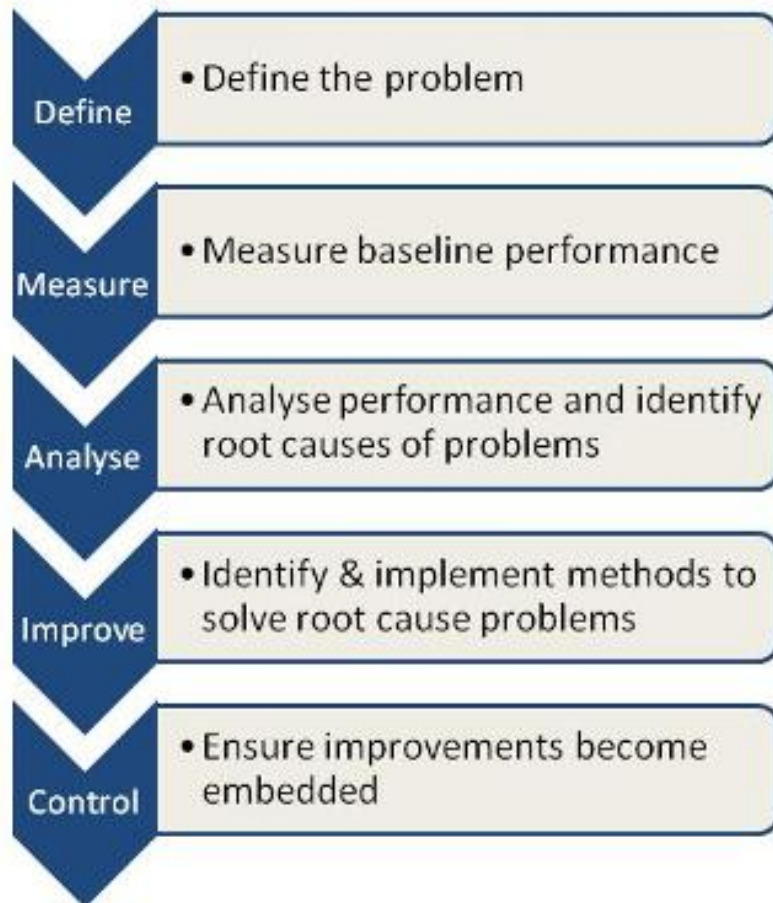 Define
• Define the problem
Measure
• Measure baseline performance
Analyse
• Analyse performance and identify
root causes of problems
Improve
• Identify & implement methods to
solve root cause problems
Control
• Ensure improvements become
embedded